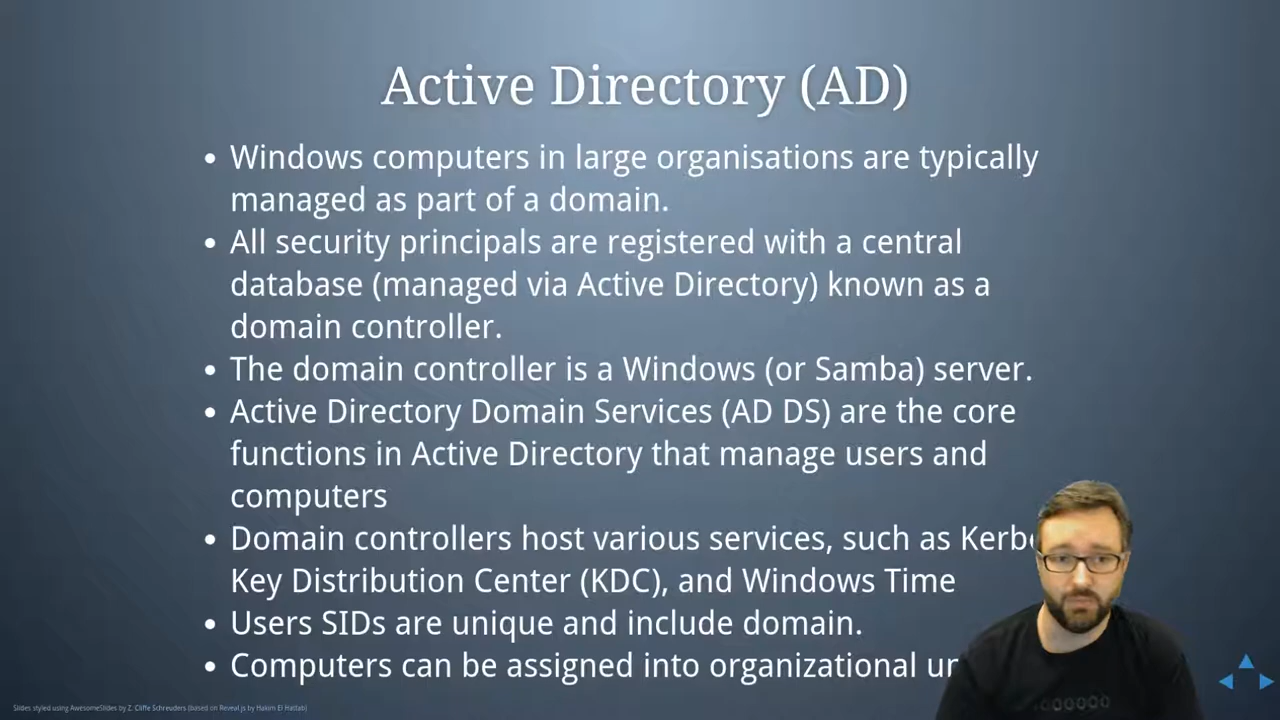 Active Directory (AD)
• Windows computers in large organisations are typically
managed as part of a domain.
• All security principals are registered with a central
database (managed via Active Directory) known as a
domain controller.
• The domain controller is a Windows (or Samba) server.
• Active Directory Domain Services (AD DS) are the core
functions in Active Directory that manage users and
computers
• Domain controllers host various services, such as
Key Distribution Center (KDC), and Windows Time
• Users SIDs are unique and include domain.
• Computers can be assigned into organizational
Slides styled using AwesomeSlides by Z. Cliffe Schreuders (based on Reveal.js by Hakim El Hattab)